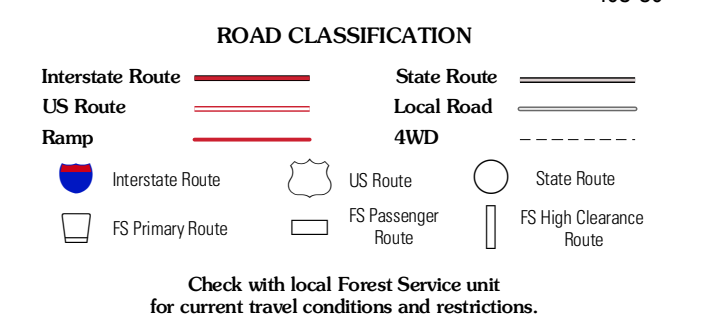 ROAD CLASSIFICATION
Interstate Route
State Route
US Route
Local Road
Ramp
4WD
Interstate Route
US Route
State Route
FS Primary Route
FS Passenger
Route
FS High Clearance
Route
Check with local Forest Service unit
for current travel conditions and restrictions.